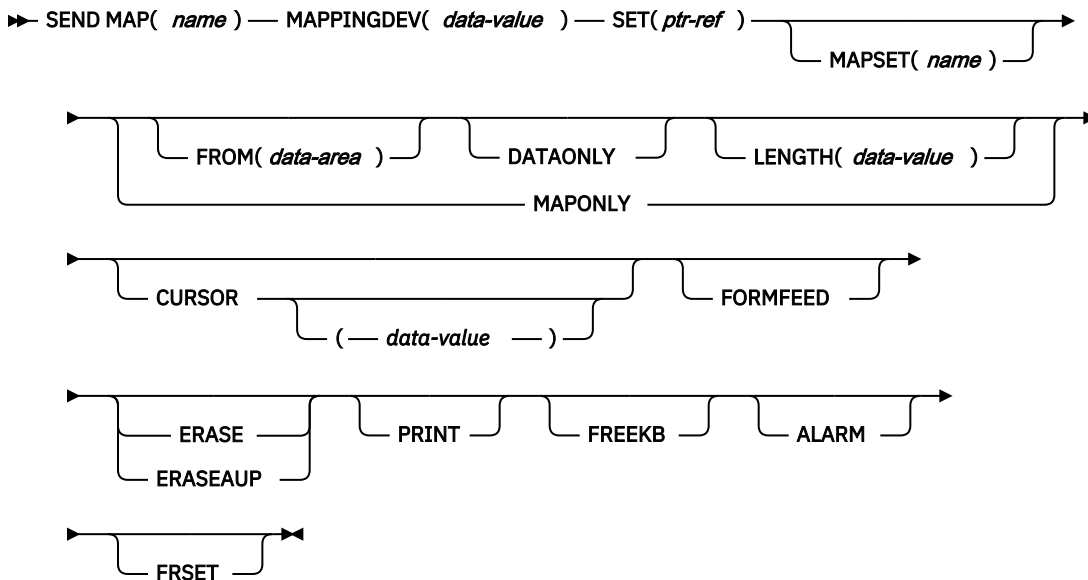 SEND MAP( name ) MAPPINGDEV( data-value ) SET( ptr-ref )
MAPSET( name )
FROM( data-area ) DATAONLY LENGTH( data-value )
MAPONLY
CURSOR FORMFEED
( data-value )
ERASE PRINT FREEKB ALARM
ERASEAUP
FRSET